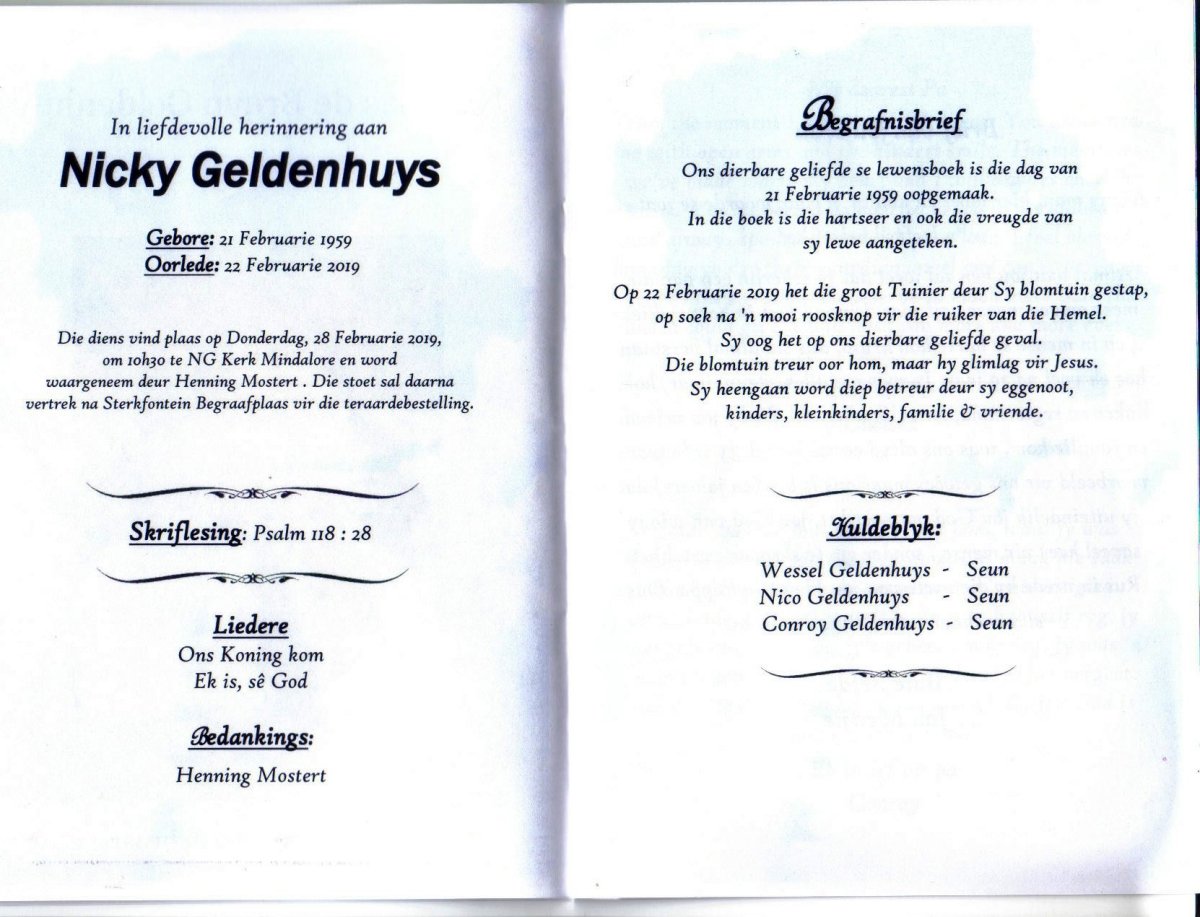 In liefdevolle herinnering aan
Nicky Geldenhuys
Gebore: 21 Februarie 1959
Oorlede: 22 Februarie 2019
Die diens vind plaas op Donderdag, 28 Februarie 2019,
om 10h30 te NG Kerk Mindalore en word
waargeneem deur Henning Mostert . Die stoet sal daarna
vertrek na Sterkfontein Begraafplaas vir die teraardebestelling.
Skriflesing: Psalm 118 : 28
Liedere
Ons Koning kom
Ek is, sê God
Bedankings:
Henning Mostert
Begrafnisbrief
Ons dierbare geliefde se lewensboek is die dag van
21 Februarie 1959 oopgemaak.
In die boek is die hartseer en ook die vreugde van
sy lewe aangeteken.
Op 22 Februarie 2019 het die groot Tuinier deur Sy blomtuin gestap,
op soek na 'n mooi roosknop vir die ruiker van die Hemel.
Sy oog het op ons dierbare geliefde geval.
Die blomtuin treur oor hom, maar hy glimlag vir Jesus.
Sy heengaan word diep betreur deur sy eggenoot,
kinders, kleinkinders, familie & vriende.
Huldeblyk:
Wessel Geldenhuys - Seun
Nico Geldenhuys - Seun
Conroy Geldenhuys - Seun